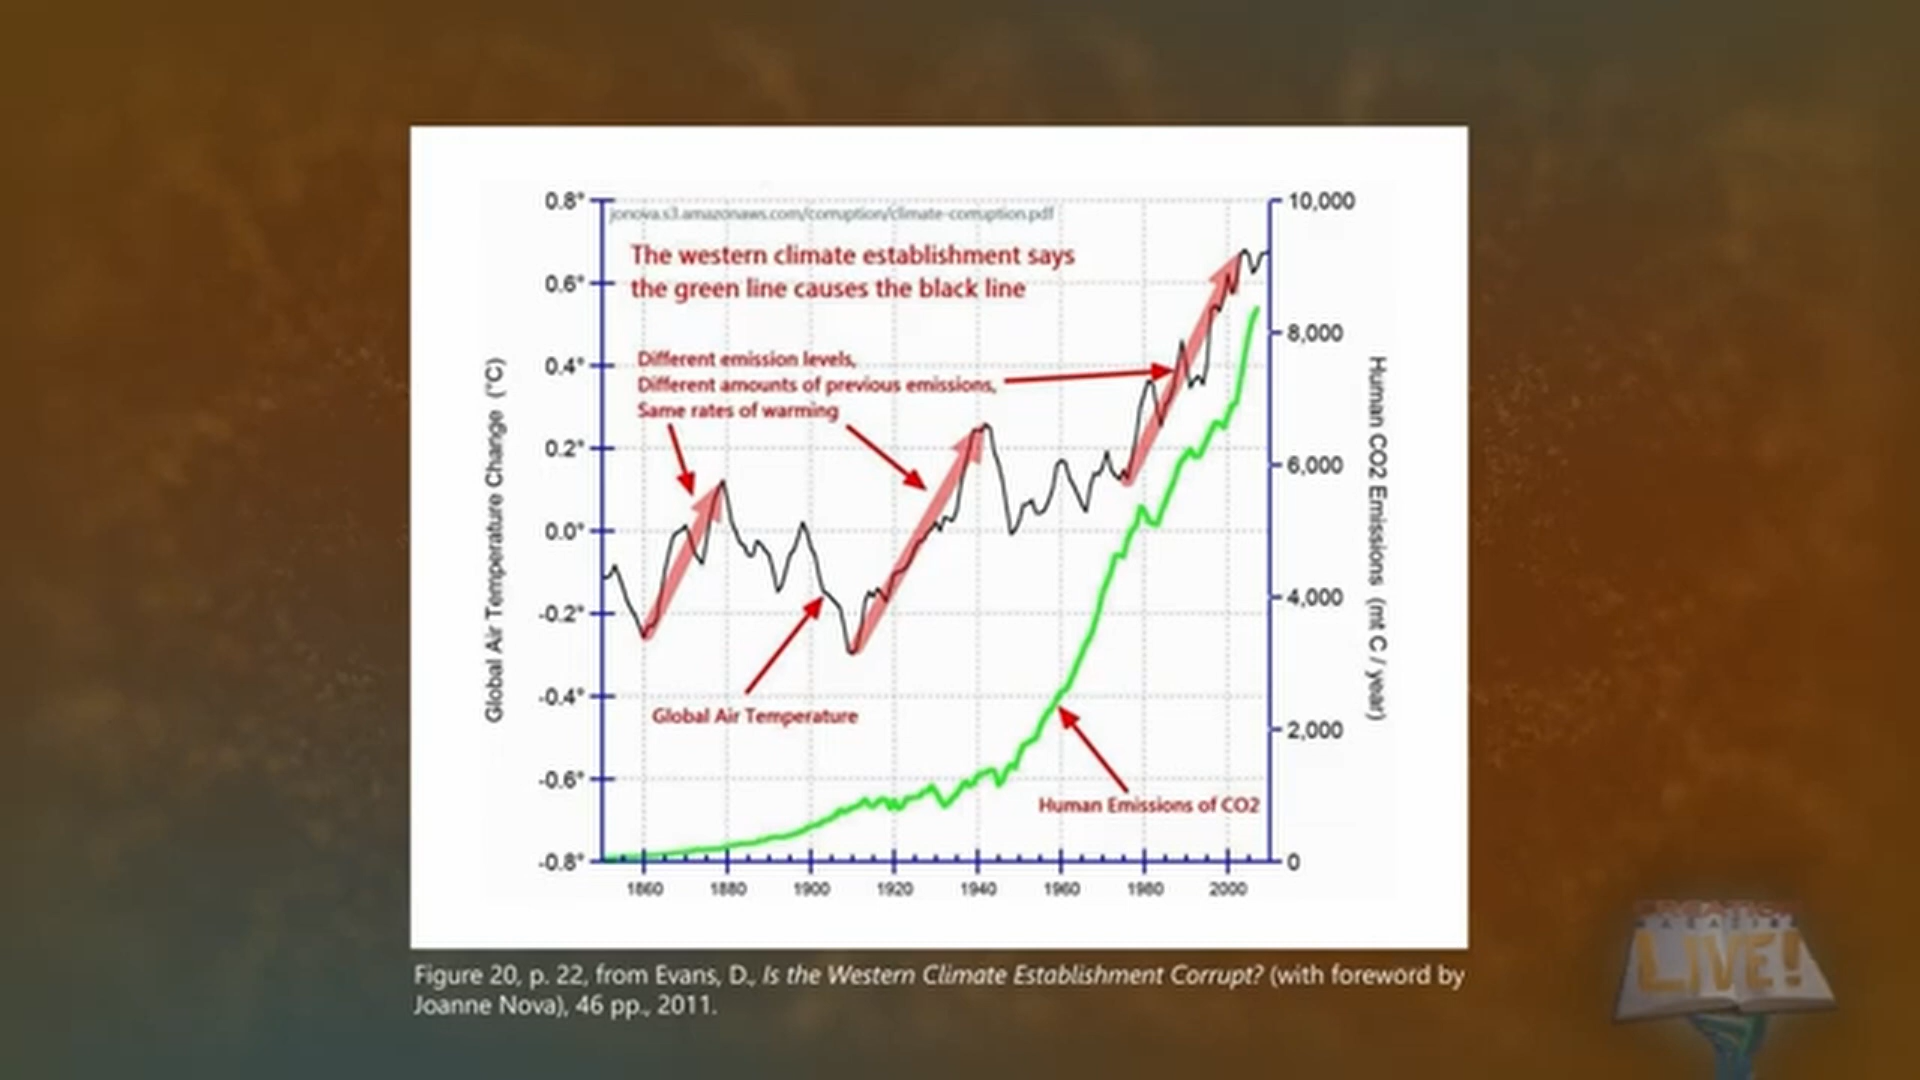 jonova.s3.amazonaws.com/corruption/climate-corruption.pdf
The western climate establishment says
the green line causes the black line
Different emission levels,
Different amounts of previous emissions,
Same rates of warming
Global Air Temperature
Human Emissions of CO2
Global Air Temperature Change (°C)
0.8°
0.6°
0.4°
0.2°
0.0°
-0.2°
-0.4°
-0.6°
-0.8°
10,000
8,000
6,000
4,000
2,000
0
Human CO2 Emissions (mt C / year)
1860 1880 1900 1920 1940 1960 1980 2000
Figure 20, p. 22, from Evans, D., Is the Western Climate Establishment Corrupt? (with foreword by
Joanne Nova), 46 pp., 2011.
LIVE!